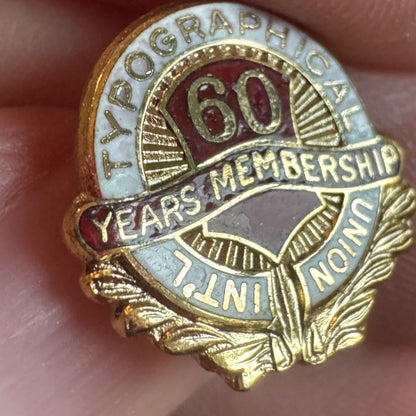 TYPOGRAPHICAL
60
YEARS MEMBERSHIP
INT'L UNION